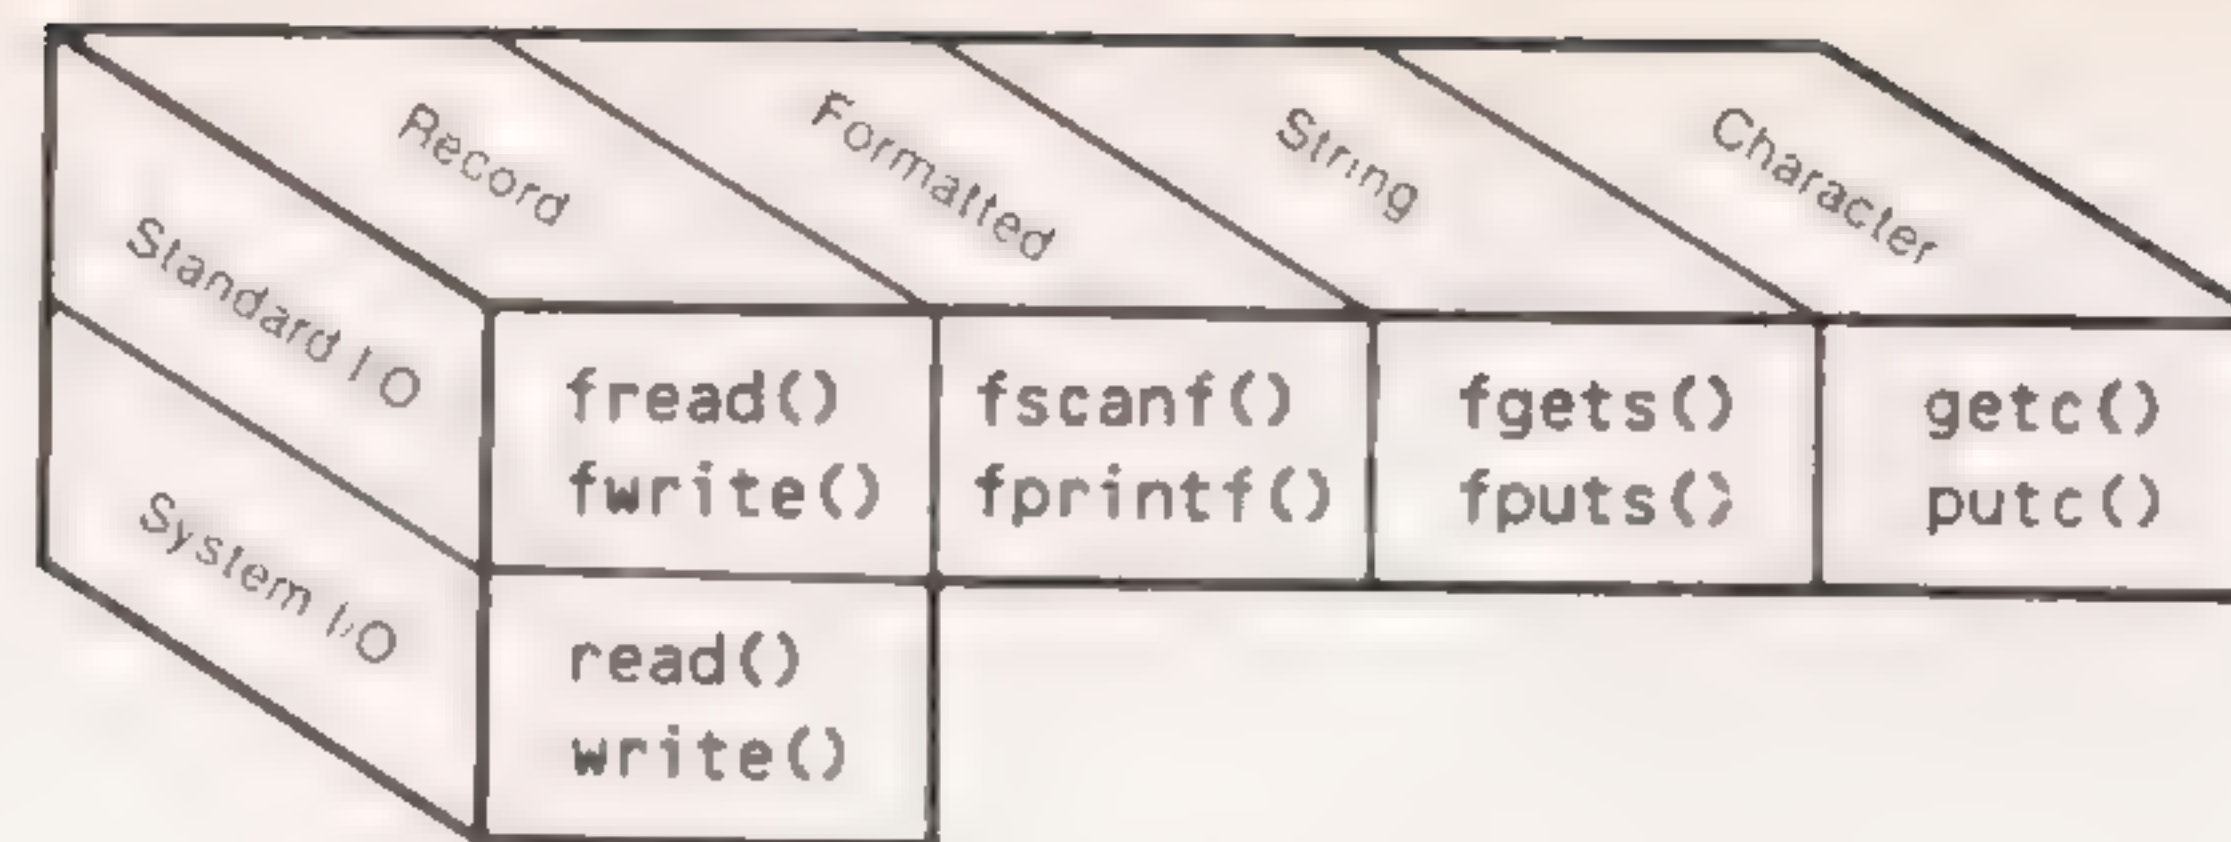 Record Formatted String Character
Standard I/O
fread() fscanf() fgets() getc()
fwrite() fprintf() fputs() putc()
System I/O
read()
write()